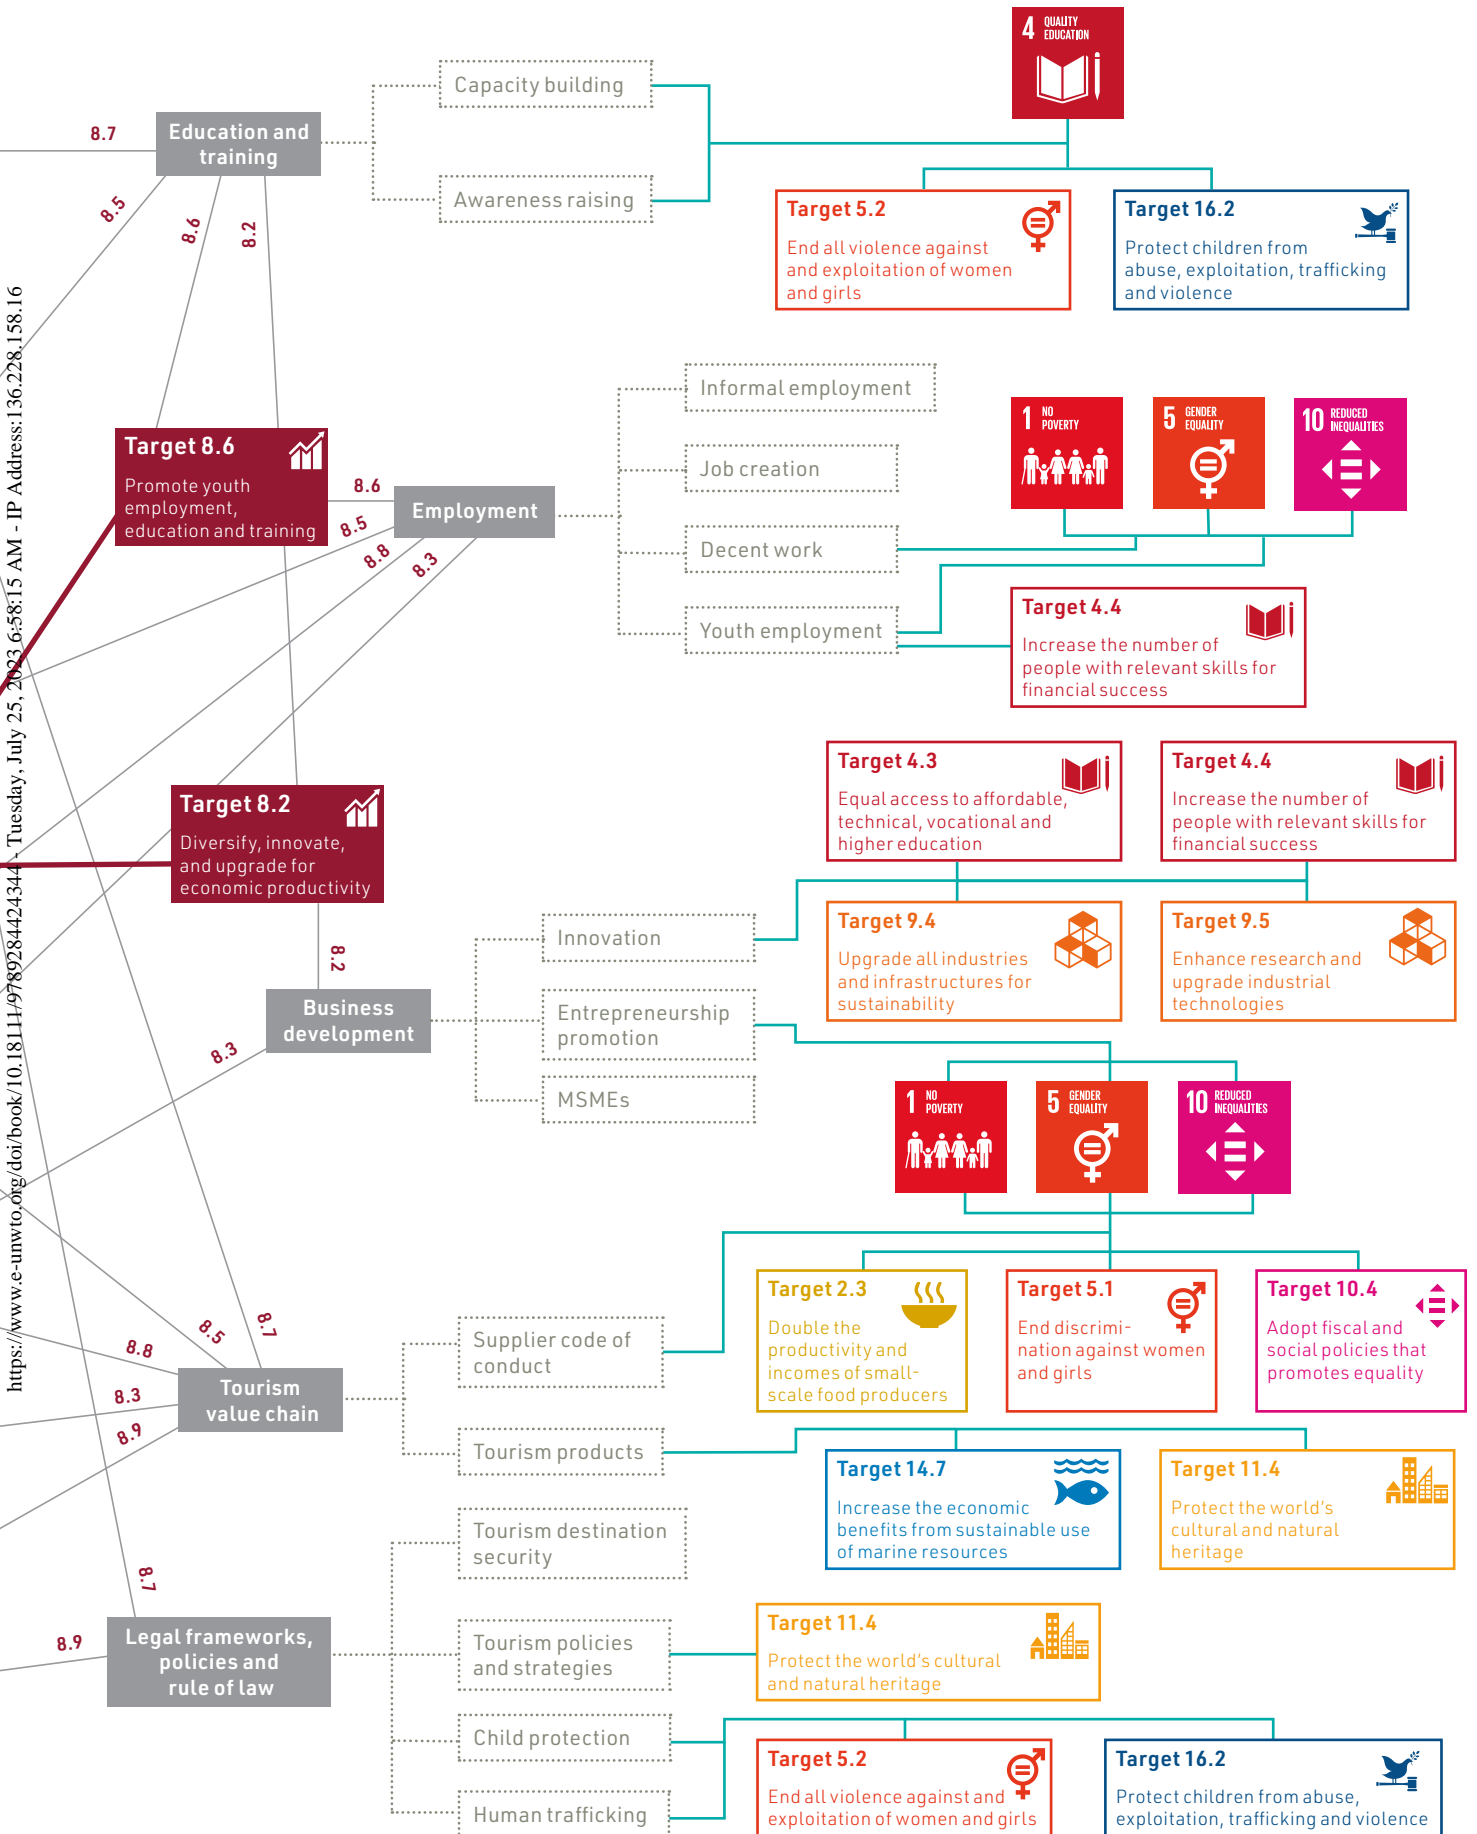 4 QUALITY
EDUCATION
Capacity building
8.7
Education and
training
Awareness raising
8.5
8.6
8.2
Target 5.2
End all violence against
and exploitation of women
and girls
Target 16.2
Protect children from
abuse, exploitation, trafficking
and violence
https://www.e-unwto.org/doi/book/10.18111/9789284424344 - Tuesday, July 25, 2023 6:58:15 AM - IP Address:136.228.158.16
Informal employment
1 NO
POVERTY
5 GENDER
EQUALITY
10 REDUCED
INEQUALITIES
Target 8.6
Promote youth
employment,
education and training
Job creation
8.6
Employment
8.5
8.8
8.3
Decent work
Youth employment
Target 4.4
Increase the number of
people with relevant skills for
financial success
Target 4.3
Equal access to affordable,
technical, vocational and
higher education
Target 4.4
Increase the number of
people with relevant skills for
financial success
Target 8.2
Diversify, innovate,
and upgrade for
economic productivity
Innovation
Target 9.4
Upgrade all industries
and infrastructures for
sustainability
Target 9.5
Enhance research and
upgrade industrial
technologies
8.2
Business
development
Entrepreneurship
promotion
8.3
MSMEs
1 NO
POVERTY
5 GENDER
EQUALITY
10 REDUCED
INEQUALITIES
Target 2.3
Double the
productivity and
incomes of small-
scale food producers
Target 5.1
End discrimi-
nation against women
and girls
Target 10.4
Adopt fiscal and
social policies that
promotes equality
8.8
8.5
8.7
Supplier code of
conduct
Tourism
value chain
8.3
8.9
Tourism products
Target 14.7
Increase the economic
benefits from sustainable use
of marine resources
Target 11.4
Protect the world's
cultural and natural
heritage
Tourism destination
security
8.7
8.9
Legal frameworks,
policies and
rule of law
Tourism policies
and strategies
Target 11.4
Protect the world's cultural
and natural heritage
Child protection
Target 5.2
End all violence against and
exploitation of women and girls
Target 16.2
Protect children from abuse,
exploitation, trafficking and violence
Human trafficking